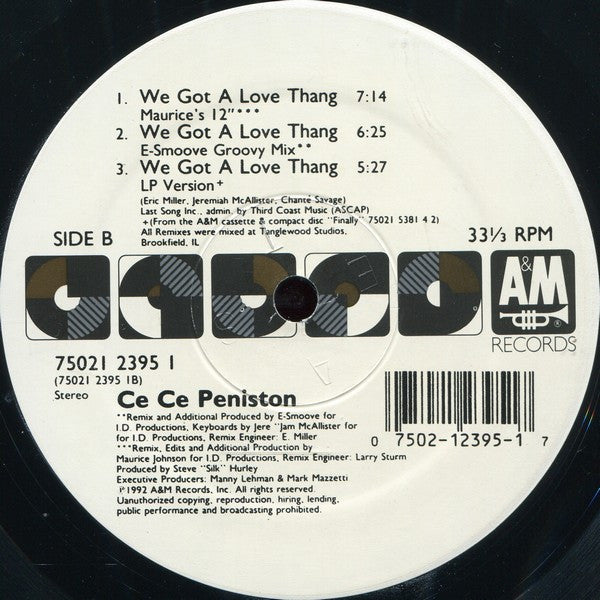 1. We Got A Love Thang 7:14
Maurice's 12"***
2. We Got A Love Thang 6:25
E-Smoove Groovy Mix**
3. We Got A Love Thang 5:27
LP Version+
(Eric Miller, Jeremiah McAllister, Chanté Savage)
Last Song Inc., admin. by Third Coast Music (ASCAP)
+(From the A&M cassette & compact disc "Finally" 75021 5381 4 2)
All Remixes were mixed at Tanglewood Studios,
Brookfield, IL
SIDE B
33⅓ RPM
A&M
®
RECORDS
75021 2395 1
(75021 2395 1B)
Stereo
Ce Ce Peniston
**Remix and Additional Produced by E-Smoove for
I.D. Productions, Keyboards by Jere "Jam McAllister for
for I.D. Productions, Remix Engineer: E. Miller
***Remix, Edits and Additional Production by
Maurice Johnson for I.D. Productions, Remix Engineer: Larry Sturm
Produced by Steve "Silk" Hurley
Executive Producers: Manny Lehman & Mark Mazzetti
℗1992 A&M Records, Inc. All rights reserved.
Uanuthorized copying, reproduction, hiring, lending,
public performance and broadcasting prohibited.
0 7502-12395-1 7